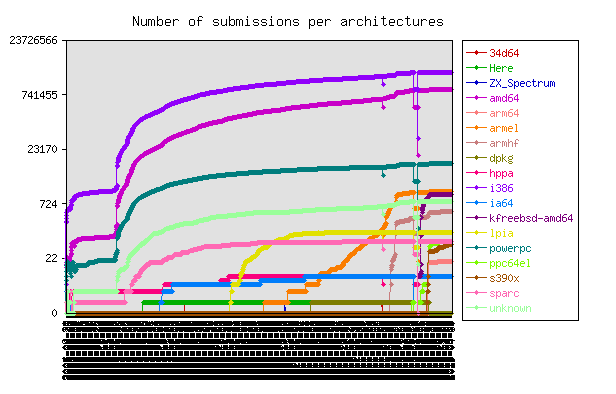 Number of submissions per architectures
23726566
741455
23170
724
22
0
34d64
Here
ZX_Spectrum
amd64
arm64
armel
armhf
dpkg
hppa
i386
ia64
kfreebsd-amd64
lpia
powerpc
ppc64el
s390x
sparc
unknown